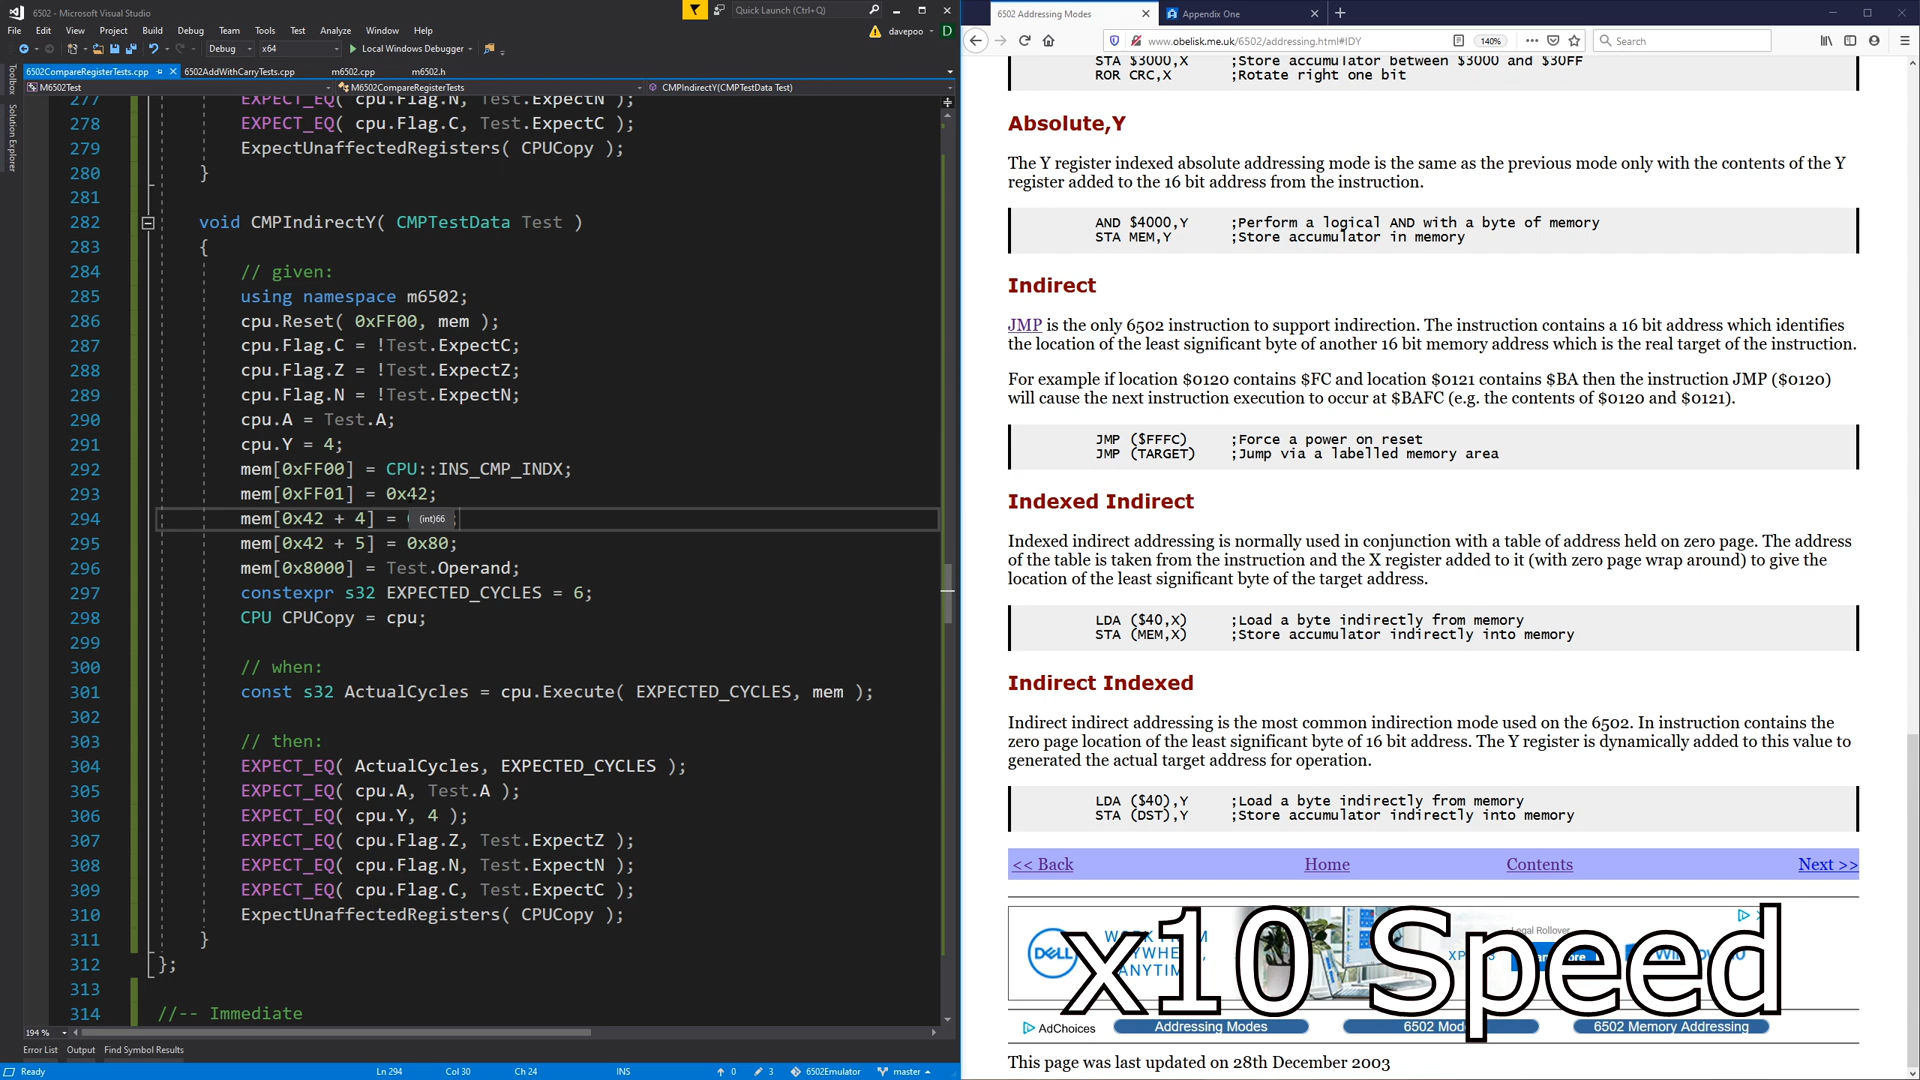 6502 - Microsoft Visual Studio
Quick Launch (Ctrl+Q)
File Edit View Project Build Debug Team Tools Test Analyze Window Help
davepoo D
Debug x64 Local Windows Debugger
6502CompareRegisterTests.cpp 6502AddWithCarryTests.cpp m6502.cpp m6502.h
M6502Test M6502CompareRegisterTests CMPIndirectY(CMPTestData Test)
Toolbox
Solution Explorer
277 EXPECT_EQ( cpu.Flag.N, Test.ExpectN );
278 EXPECT_EQ( cpu.Flag.C, Test.ExpectC );
279 ExpectUnaffectedRegisters( CPUCopy );
280 }
281
282 void CMPIndirectY( CMPTestData Test )
283 {
284 // given:
285 using namespace m6502;
286 cpu.Reset( 0xFF00, mem );
287 cpu.Flag.C = !Test.ExpectC;
288 cpu.Flag.Z = !Test.ExpectZ;
289 cpu.Flag.N = !Test.ExpectN;
290 cpu.A = Test.A;
291 cpu.Y = 4;
292 mem[0xFF00] = CPU::INS_CMP_INDX;
293 mem[0xFF01] = 0x42;
294 mem[0x42 + 4] = (int)66 ;
295 mem[0x42 + 5] = 0x80;
296 mem[0x8000] = Test.Operand;
297 constexpr s32 EXPECTED_CYCLES = 6;
298 CPU CPUCopy = cpu;
299
300 // when:
301 const s32 ActualCycles = cpu.Execute( EXPECTED_CYCLES, mem );
302
303 // then:
304 EXPECT_EQ( ActualCycles, EXPECTED_CYCLES );
305 EXPECT_EQ( cpu.A, Test.A );
306 EXPECT_EQ( cpu.Y, 4 );
307 EXPECT_EQ( cpu.Flag.Z, Test.ExpectZ );
308 EXPECT_EQ( cpu.Flag.N, Test.ExpectN );
309 EXPECT_EQ( cpu.Flag.C, Test.ExpectC );
310 ExpectUnaffectedRegisters( CPUCopy );
311 }
312 };
313
314 //-- Immediate
194 %
Error List Output Find Symbol Results
Ready Ln 294 Col 30 Ch 24 INS 0 3 6502Emulator master
6502 Addressing Modes Appendix One
www.obelisk.me.uk/6502/addressing.html#IDY 140% Search
STA $3000,X ;Store accumulator between $3000 and $30FF
ROR CRC,X ;Rotate right one bit
Absolute,Y
The Y register indexed absolute addressing mode is the same as the previous mode only with the contents of the Y
register added to the 16 bit address from the instruction.
AND $4000,Y ;Perform a logical AND with a byte of memory
STA MEM,Y ;Store accumulator in memory
Indirect
JMP is the only 6502 instruction to support indirection. The instruction contains a 16 bit address which identifies
the location of the least significant byte of another 16 bit memory address which is the real target of the instruction.
For example if location $0120 contains $FC and location $0121 contains $BA then the instruction JMP ($0120)
will cause the next instruction execution to occur at $BAFC (e.g. the contents of $0120 and $0121).
JMP ($FFFC) ;Force a power on reset
JMP (TARGET) ;Jump via a labelled memory area
Indexed Indirect
Indexed indirect addressing is normally used in conjunction with a table of address held on zero page. The address
of the table is taken from the instruction and the X register added to it (with zero page wrap around) to give the
location of the least significant byte of the target address.
LDA ($40,X) ;Load a byte indirectly from memory
STA (MEM,X) ;Store accumulator indirectly into memory
Indirect Indexed
Indirect indirect addressing is the most common indirection mode used on the 6502. In instruction contains the
zero page location of the least significant byte of 16 bit address. The Y register is dynamically added to this value to
generated the actual target address for operation.
LDA ($40),Y ;Load a byte indirectly from memory
STA (DST),Y ;Store accumulator indirectly into memory
<< Back Home Contents Next >>
DELL
Legal Rollover
x10 Speed
AdChoices Addressing Modes 6502 Mod 6502 Memory Addressing
This page was last updated on 28th December 2003